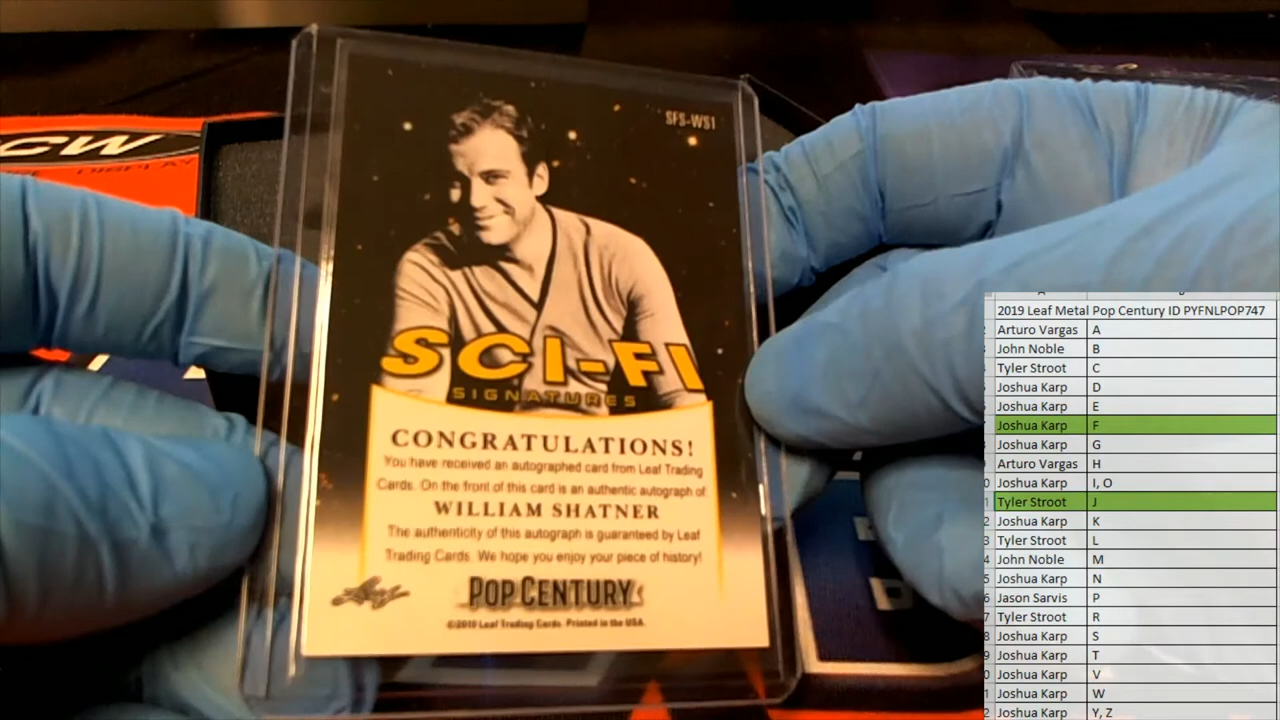 CW
DISPLAY
SFS-WS1
SCI-FI
SIGNATURES
CONGRATULATIONS!
You have received an autographed card from Leaf Trading
Cards. On the front of this card is an authentic autograph of
WILLIAM SHATNER
The authenticity of this autograph is guaranteed by Leaf
Trading Cards. We hope you enjoy your piece of history!
Leaf
POP CENTURY
©2019 Leaf Trading Cards. Printed in the USA.
2019 Leaf Metal Pop Century ID PYFNLPOP747
Arturo Vargas A
John Noble B
Tyler Stroot C
Joshua Karp D
Joshua Karp E
Joshua Karp F
Joshua Karp G
Arturo Vargas H
Joshua Karp I, O
Tyler Stroot J
Joshua Karp K
Tyler Stroot L
John Noble M
Joshua Karp N
Jason Sarvis P
Tyler Stroot R
Joshua Karp S
Joshua Karp T
Joshua Karp V
Joshua Karp W
Joshua Karp Y, Z